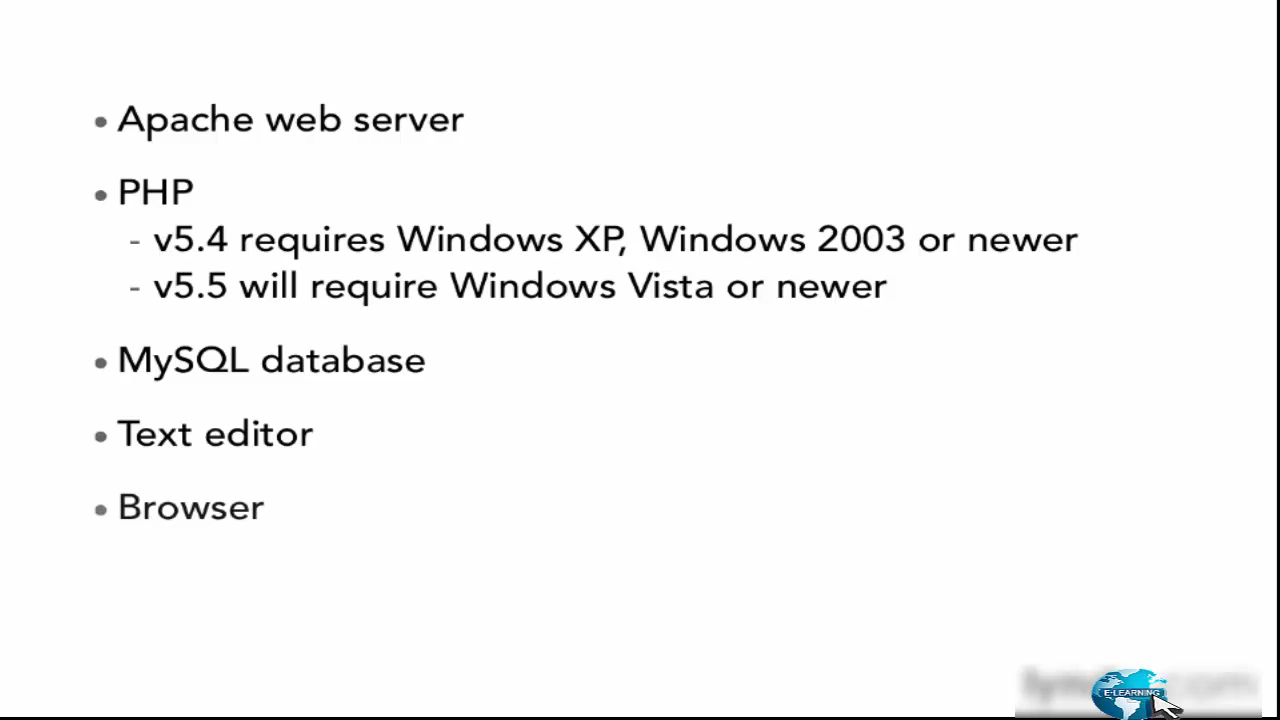 • Apache web server
• PHP
- v5.4 requires Windows XP, Windows 2003 or newer
- v5.5 will require Windows Vista or newer
• MySQL database
• Text editor
• Browser
E-LEARNING